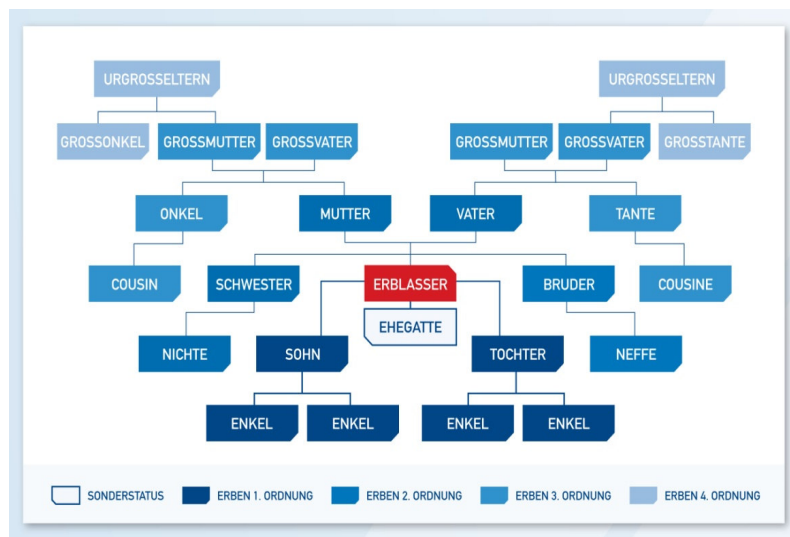 URGROSSELTERN URGROSSELTERN
GROSSONKEL GROSSMUTTER GROSSVATER GROSSMUTTER GROSSVATER GROSSTANTE
ONKEL MUTTER VATER TANTE
COUSIN SCHWESTER ERBLASSER BRUDER COUSINE
EHEGATTE
NICHTE SOHN TOCHTER NEFFE
ENKEL ENKEL ENKEL ENKEL
SONDERSTATUS ERBEN 1. ORDNUNG ERBEN 2. ORDNUNG ERBEN 3. ORDNUNG ERBEN 4. ORDNUNG